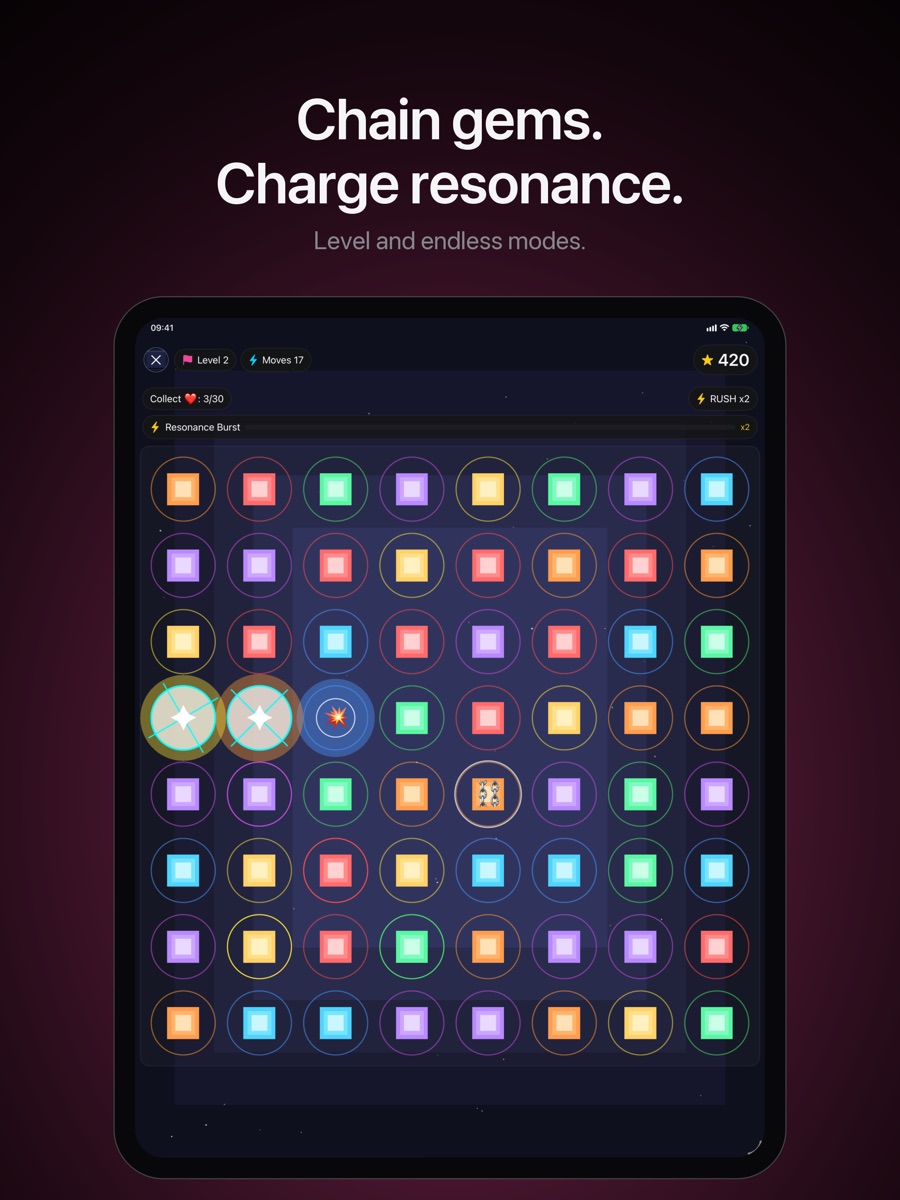 Chain gems.
Charge resonance.
Level and endless modes.
09:41
Level 2
Moves 17
420
Collect ❤️: 3/30
RUSH x2
Resonance Burst
x2